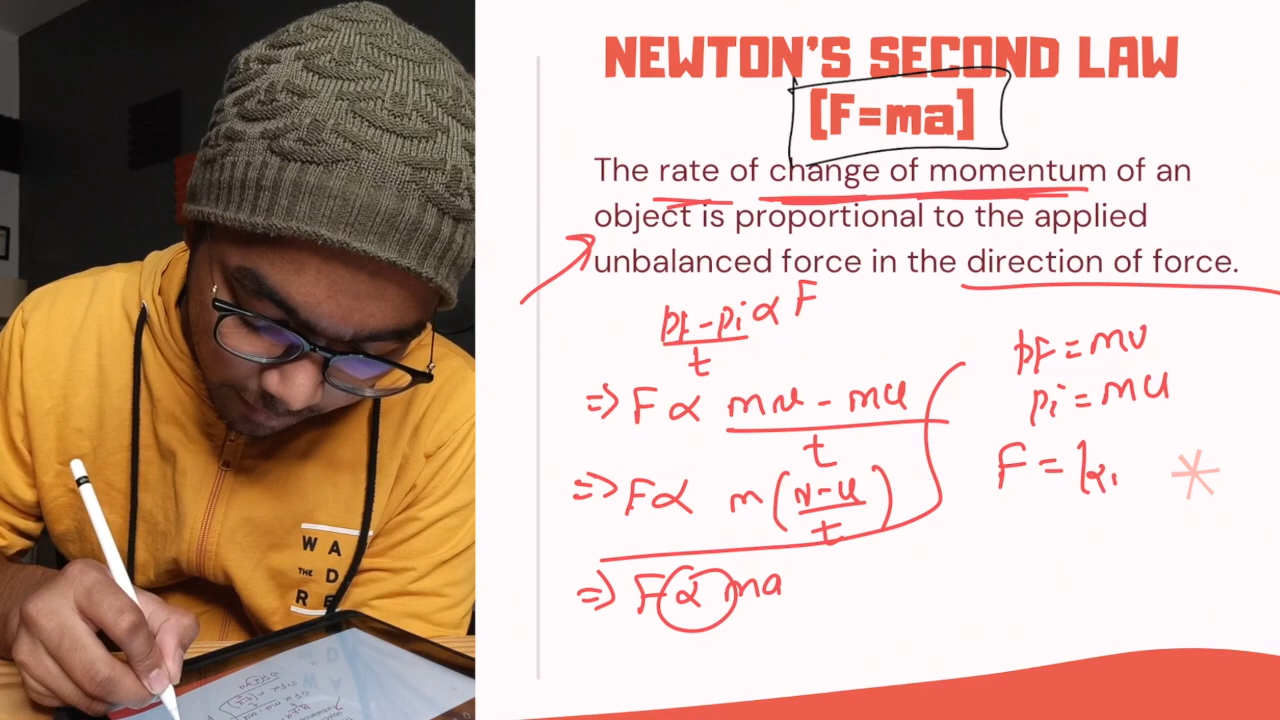 NEWTON'S SECOND LAW
[F=ma]
The rate of change of momentum of an
object is proportional to the applied
unbalanced force in the direction of force.
pf - pi ∝ F
t
=> F ∝ mv - mu
t
=> F ∝ m(v-u)
t
=> F ∝ ma
pf = mv
pi = mu
F = k
WA
THE D
RE